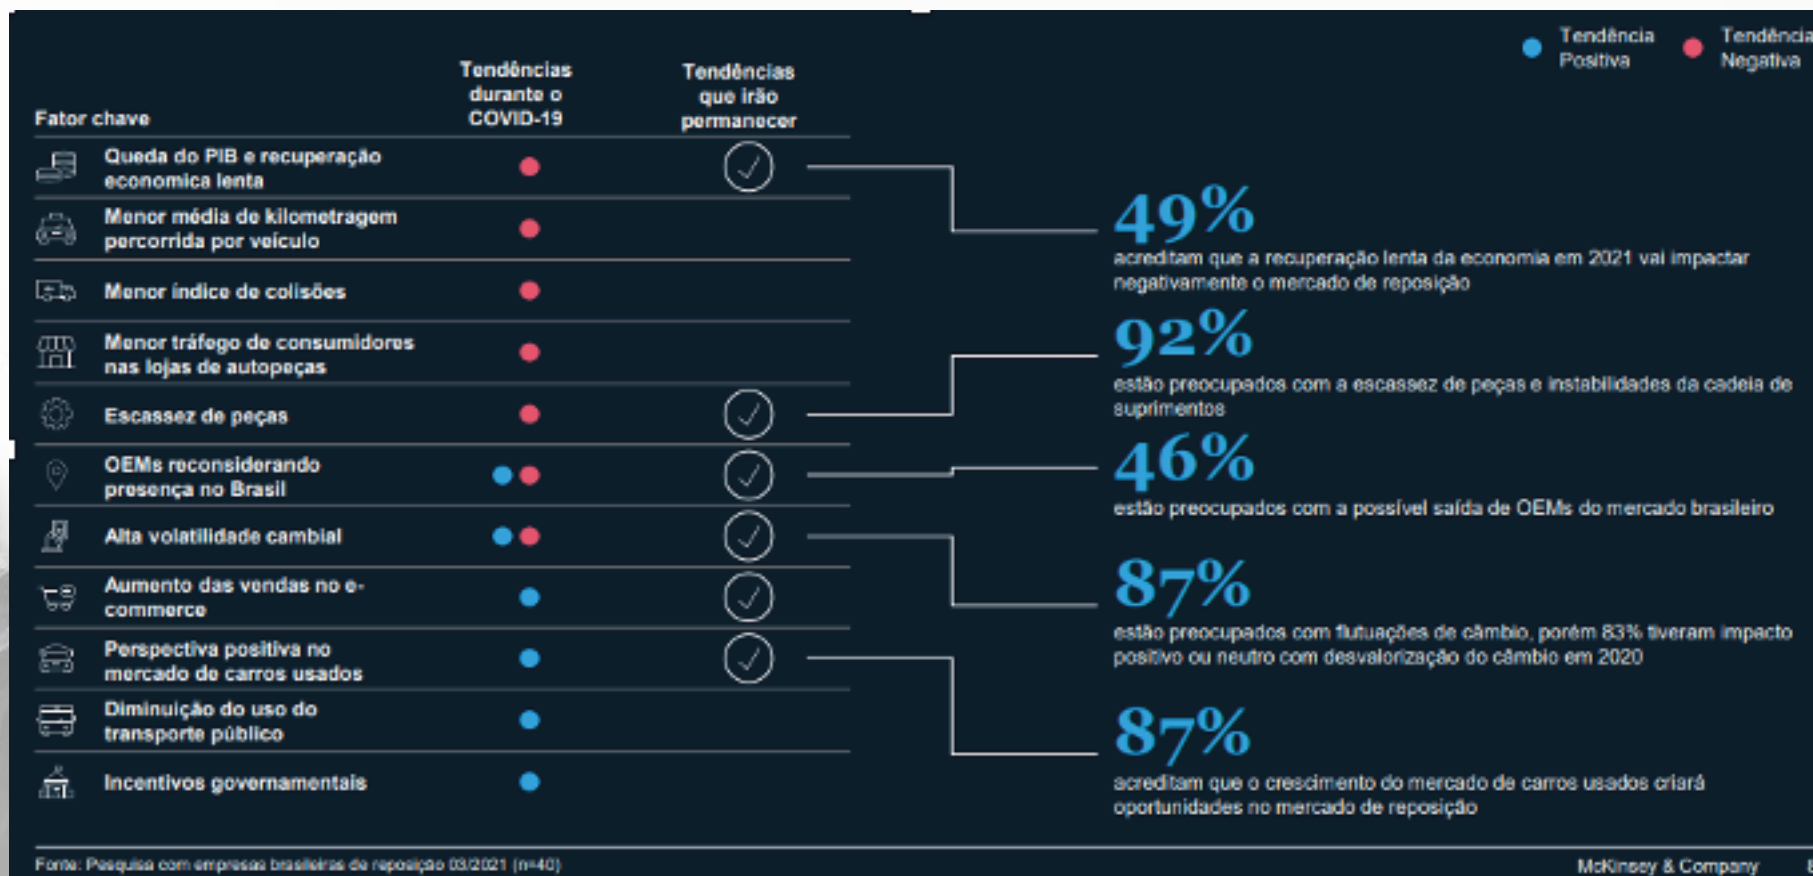 Tendência
Positiva
Tendência
Negativa
Fator chave
Tendências
durante o
COVID-19
Tendências
que irão
permanecer
Queda do PIB e recuperação
economica lenta
Menor média de kilometragem
percorrida por veículo
Menor índice de colisões
Menor tráfego de consumidores
nas lojas de autopeças
Escassez de peças
OEMs reconsiderando
presença no Brasil
Alta volatilidade cambial
Aumento das vendas no e-
commerce
Perspectiva positiva no
mercado de carros usados
Diminuição do uso do
transporte público
Incentivos governamentais
49%
acreditam que a recuperação lenta da economia em 2021 vai impactar
negativamente o mercado de reposição
92%
estão preocupados com a escassez de peças e instabilidades da cadeia de
suprimentos
46%
estão preocupados com a possível saída de OEMs do mercado brasileiro
87%
estão preocupados com flutuações de câmbio, porém 83% tiveram impacto
positivo ou neutro com desvalorização do câmbio em 2020
87%
acreditam que o crescimento do mercado de carros usados criará
oportunidades no mercado de reposição
Fonte: Pesquisa com empresas brasileiras de reposição 03/2021 (n=40)
McKinsey & Company